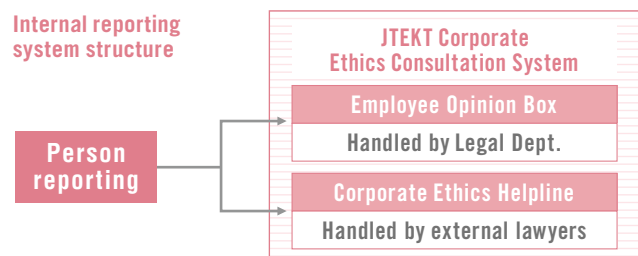 Internal reporting
system structure
JTEKT Corporate
Ethics Consultation System
Employee Opinion Box
Handled by Legal Dept.
Person
reporting
Corporate Ethics Helpline
Handled by external lawyers